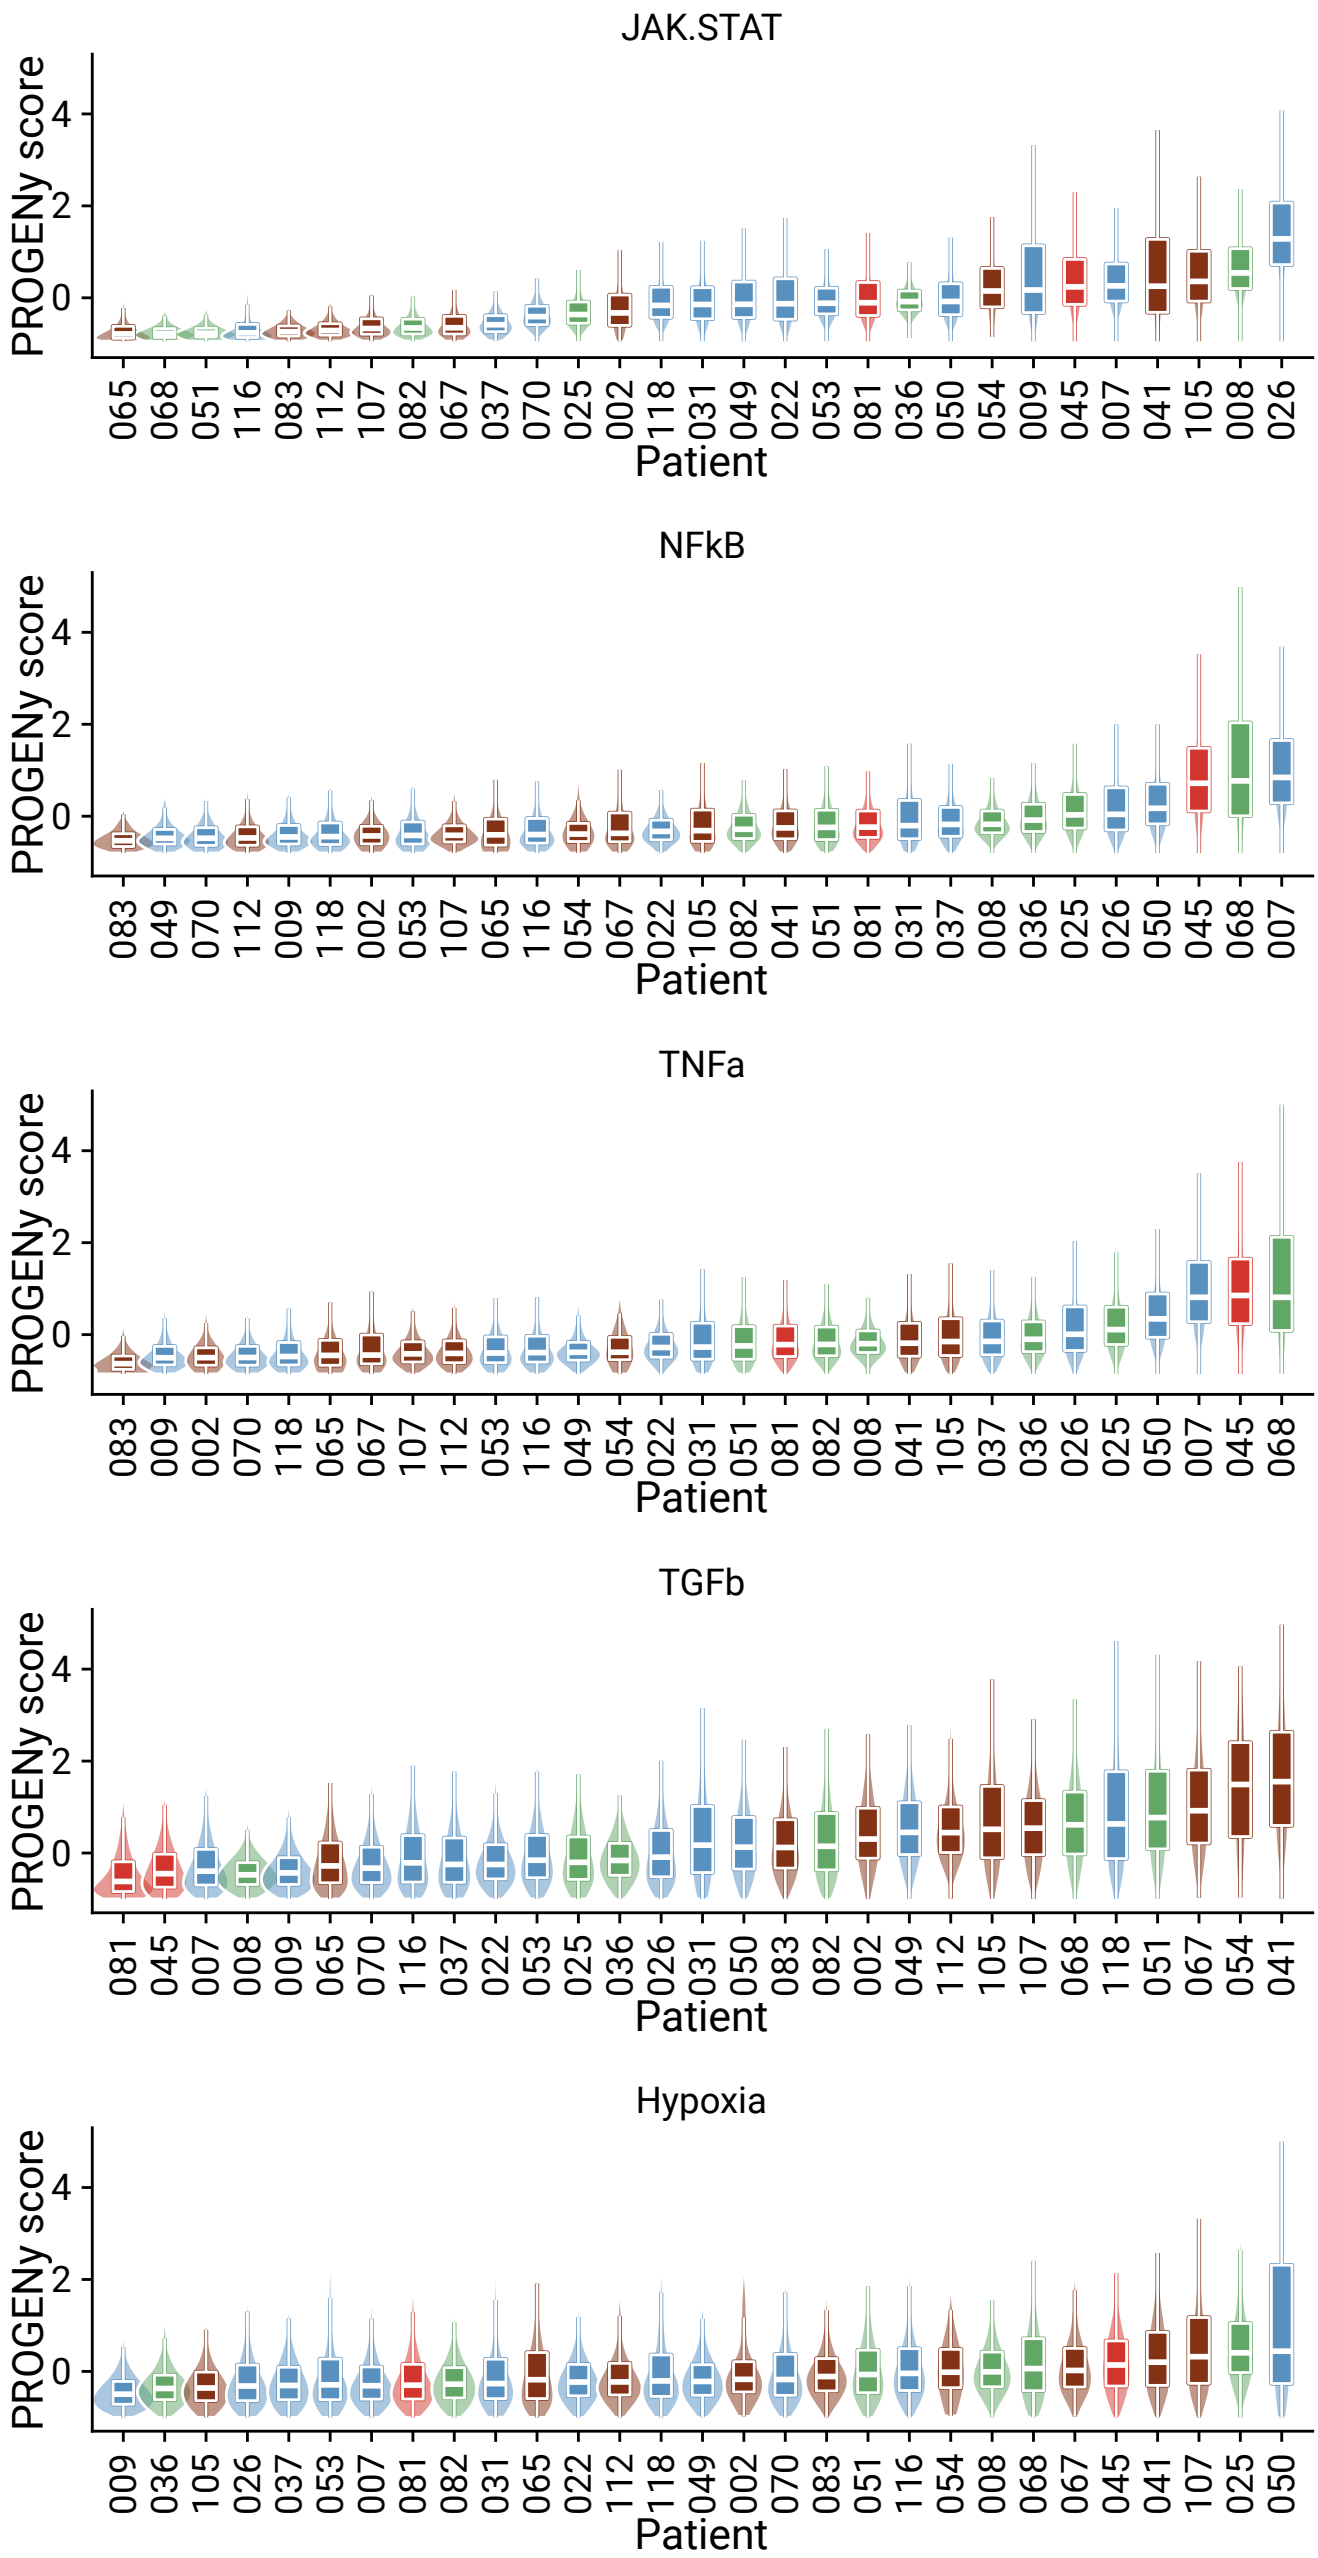 JAK.STAT
PROGENy score
4
2
0
065 068 051 116 083 112 107 082 067 037 070 025 002 118 031 049 022 053 081 036 050 054 009 045 007 041 105 008 026
Patient
NFkB
PROGENy score
4
2
0
083 049 070 112 009 118 002 053 107 065 116 054 067 022 105 082 041 051 081 031 037 008 036 025 026 050 045 068 007
Patient
TNFa
PROGENy score
4
2
0
083 009 002 070 118 065 067 107 112 053 116 049 054 022 031 051 081 082 008 041 105 037 036 026 025 050 007 045 068
Patient
TGFb
PROGENy score
4
2
0
081 045 007 008 009 065 070 116 037 022 053 025 036 026 031 050 083 082 002 049 112 105 107 068 118 051 067 054 041
Patient
Hypoxia
PROGENy score
4
2
0
009 036 105 026 037 053 007 081 082 031 065 022 112 118 049 002 070 083 051 116 054 008 068 067 045 041 107 025 050
Patient